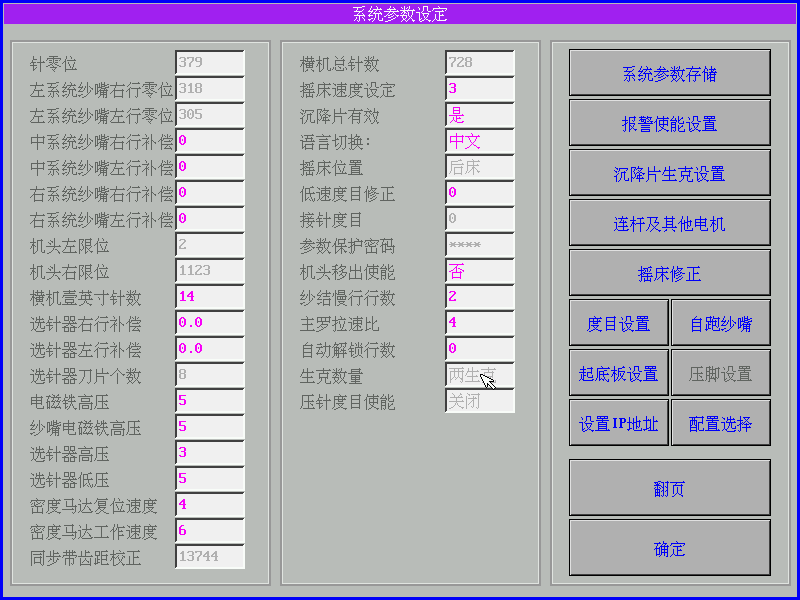 系统参数设定
针零位 379
左系统纱嘴右行零位 318
左系统纱嘴左行零位 305
中系统纱嘴右行补偿 0
中系统纱嘴左行补偿 0
右系统纱嘴右行补偿 0
右系统纱嘴左行补偿 0
机头左限位 2
机头右限位 1123
横机壹英寸针数 14
选针器右行补偿 0.0
选针器左行补偿 0.0
选针器刀片个数 8
电磁铁高压 5
纱嘴电磁铁高压 5
选针器高压 3
选针器低压 5
密度马达复位速度 4
密度马达工作速度 6
同步带齿距校正 13744
横机总针数 728
摇床速度设定 3
沉降片有效 是
语言切换: 中文
摇床位置 后床
低速度目修正 0
接针度目 0
参数保护密码 ****
机头移出使能 否
纱结慢行行数 2
主罗拉速比 4
自动解锁行数 0
生克数量 两生克
压针度目使能 关闭
系统参数存储
报警使能设置
沉降片生克设置
连杆及其他电机
摇床修正
度目设置 自跑纱嘴
起底板设置 压脚设置
设置IP地址 配置选择
翻页
确定